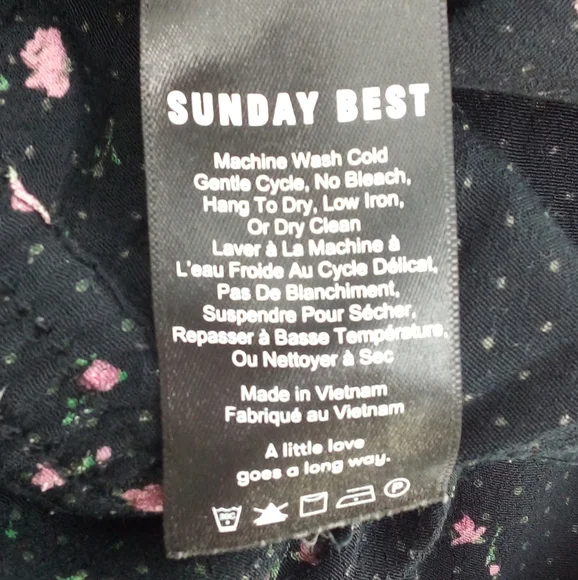 SUNDAY BEST
Machine Wash Cold
Gentle Cycle, No Bleach,
Hang To Dry, Low Iron,
Or Dry Clean
Laver à La Machine à
L'eau Froide Au Cycle Délicat,
Pas De Blanchiment,
Suspendre Pour Sécher,
Repasser à Basse Température,
Ou Nettoyer à Sec
Made in Vietnam
Fabriqué au Vietnam
A little love
goes a long way.
30C P